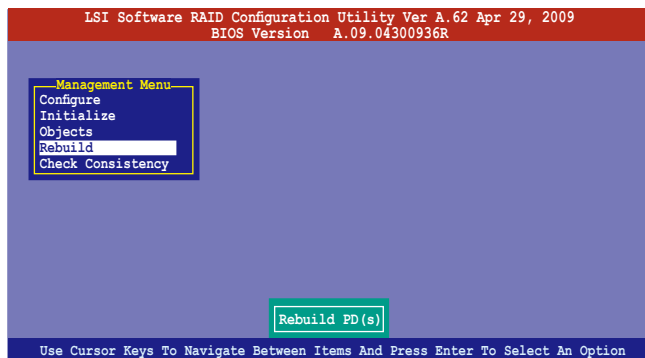 LSI Software RAID Configuration Utility Ver A.62 Apr 29, 2009
BIOS Version A.09.04300936R
Management Menu
Configure
Initialize
Objects
Rebuild
Check Consistency
Rebuild PD(s)
Use Cursor Keys To Navigate Between Items And Press Enter To Select An Option